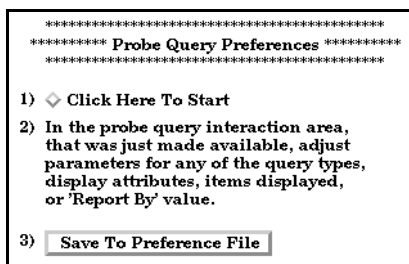 ******************************************
********** Probe Query Preferences **********
******************************************
1) Click Here To Start
2) In the probe query interaction area,
that was just made available, adjust
parameters for any of the query types,
display attributes, items displayed,
or 'Report By' value.
3) Save To Preference File